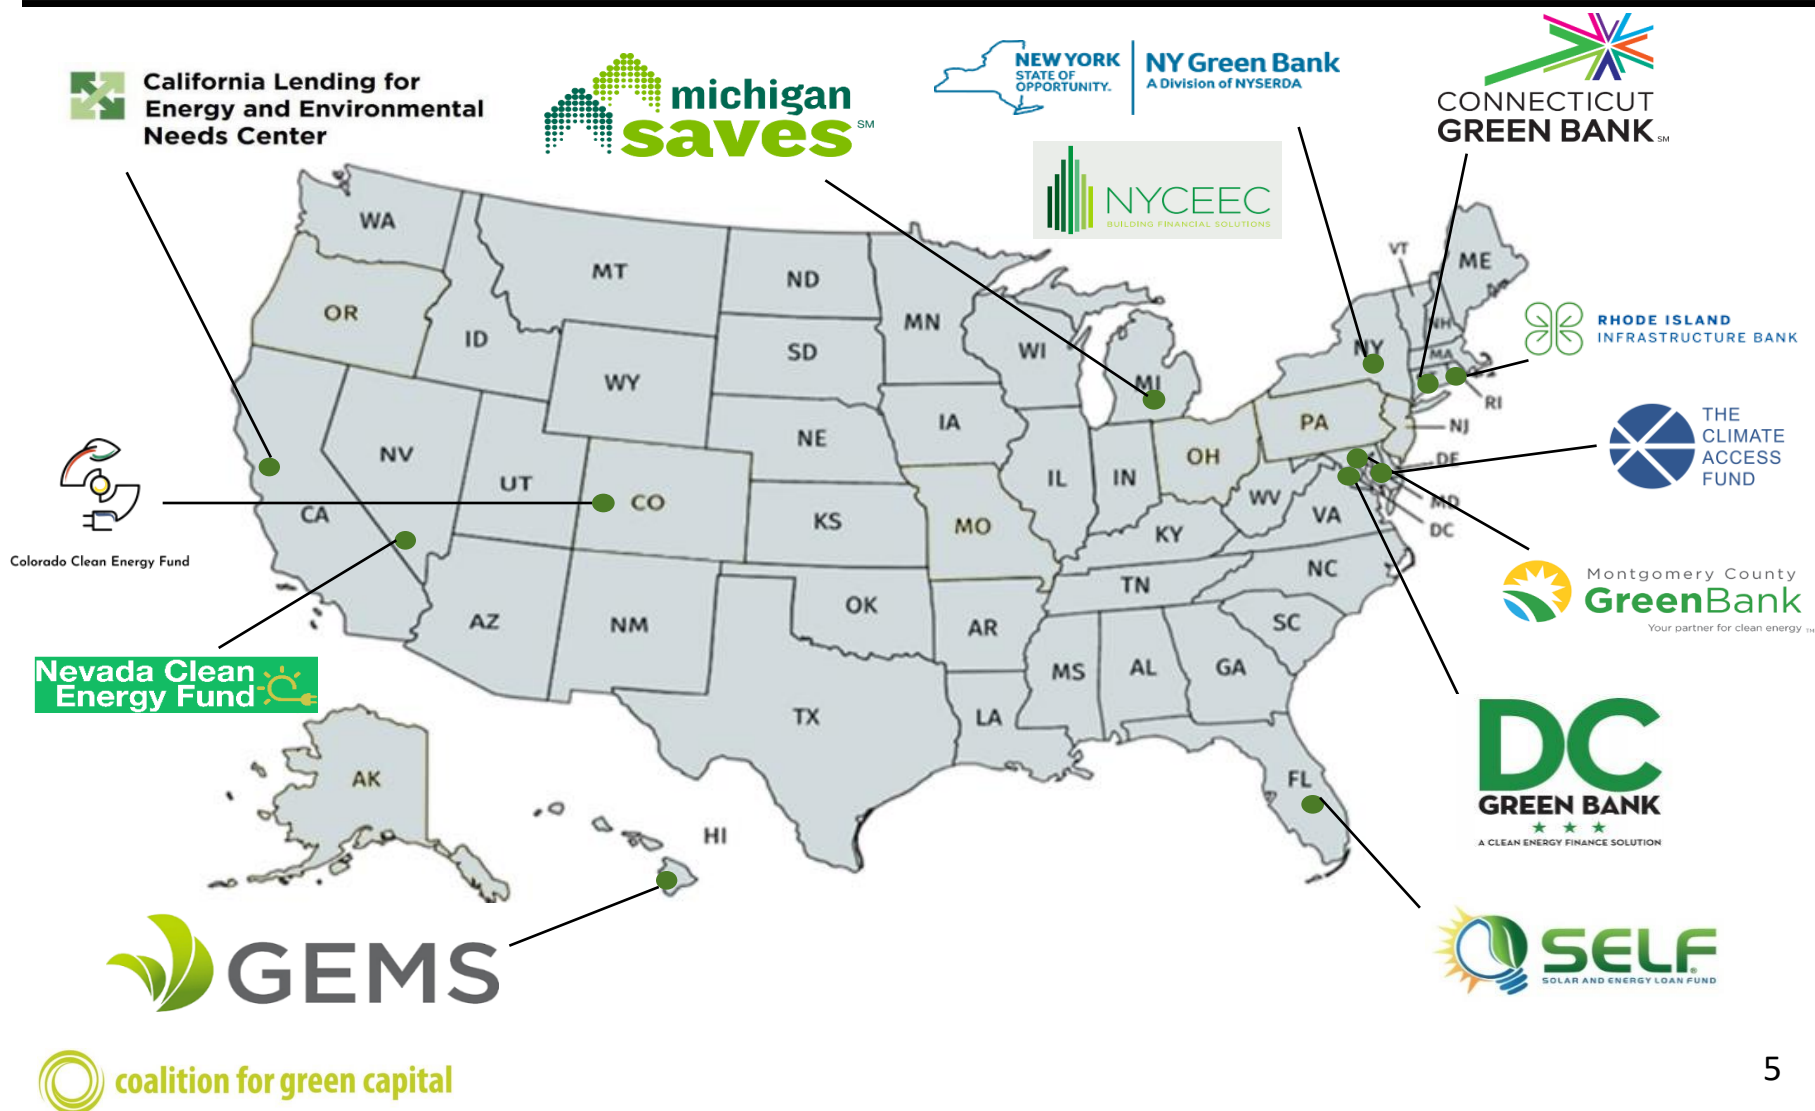 California Lending for
Energy and Environmental
Needs Center
michigan
saves SM
NEW YORK
STATE OF
OPPORTUNITY.
NY Green Bank
A Division of NYSERDA
CONNECTICUT
GREEN BANK SM
NYCEEC
BUILDING FINANCIAL SOLUTIONS
WA
OR
ID
MT
WY
ND
SD
NE
MN
IA
WI
MI
NV
UT
CA
CO
KS
MO
IL
IN
OH
KY
WV
VA
PA
NY
VT
NH
MA
ME
RI
NJ
DE
MD
DC
AZ
NM
OK
AR
TN
NC
SC
TX
LA
MS
AL
GA
FL
AK
HI
RHODE ISLAND
INFRASTRUCTURE BANK
THE
CLIMATE
ACCESS
FUND
Montgomery County
GreenBank
Your partner for clean energy TM
Colorado Clean Energy Fund
Nevada Clean
Energy Fund
DC
GREEN BANK
A CLEAN ENERGY FINANCE SOLUTION
GEMS
SELF®
SOLAR AND ENERGY LOAN FUND
coalition for green capital
5